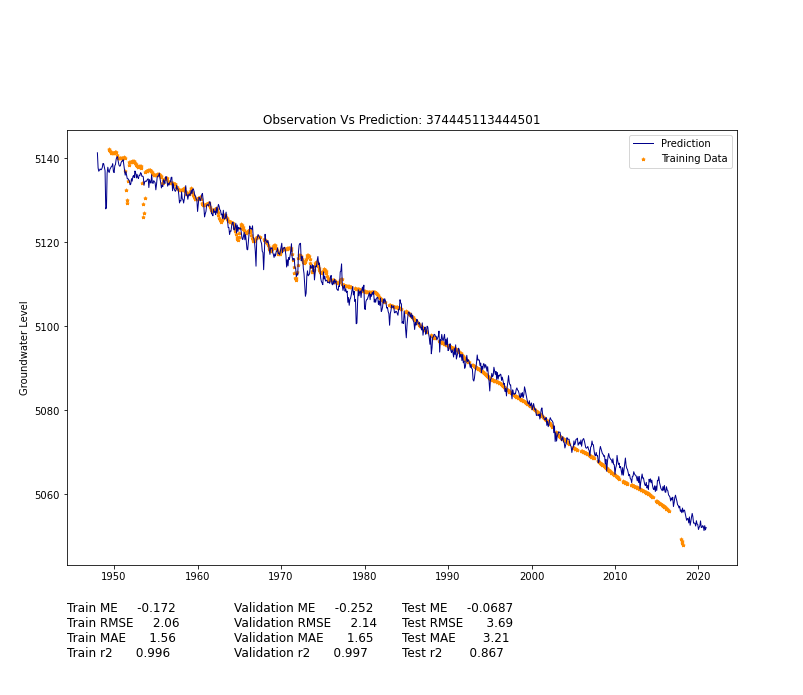 Observation Vs Prediction: 374445113444501
Prediction
Training Data
5140
5120
5100
5080
5060
Groundwater Level
1950 1960 1970 1980 1990 2000 2010 2020
Train ME -0.172 Validation ME -0.252 Test ME -0.0687
Train RMSE 2.06 Validation RMSE 2.14 Test RMSE 3.69
Train MAE 1.56 Validation MAE 1.65 Test MAE 3.21
Train r2 0.996 Validation r2 0.997 Test r2 0.867